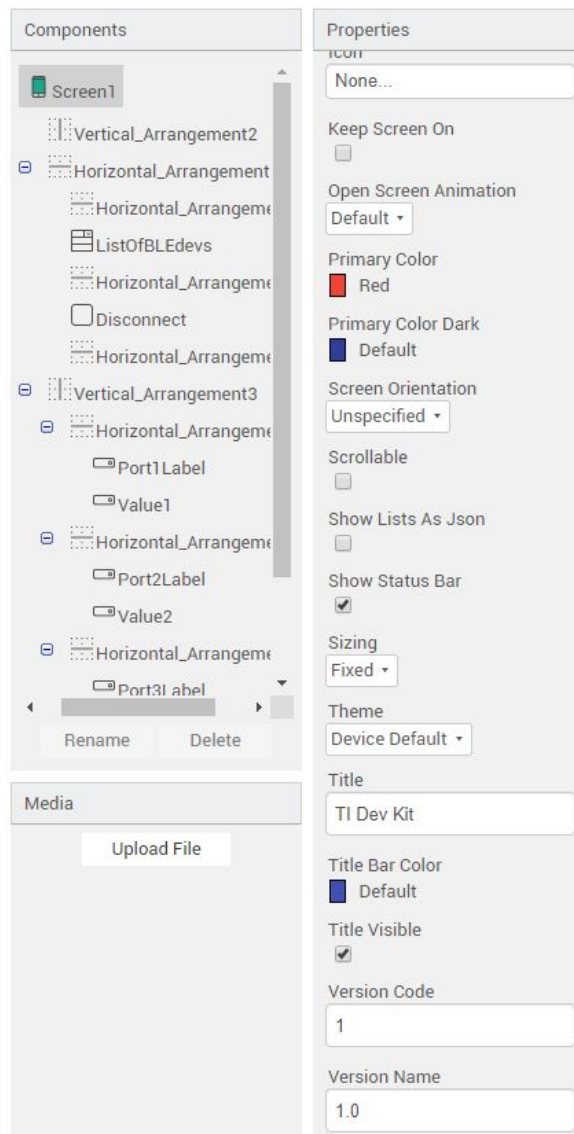 Components
Screen1
Vertical_Arrangement2
Horizontal_Arrangement
Horizontal_Arrangeme
ListOfBLEdevs
Horizontal_Arrangeme
Disconnect
Horizontal_Arrangeme
Vertical_Arrangement3
Horizontal_Arrangeme
Port1Label
Value1
Horizontal_Arrangeme
Port2Label
Value2
Horizontal_Arrangeme
Port3Label
Rename Delete
Media
Upload File
Properties
Icon
None...
Keep Screen On
Open Screen Animation
Default
Primary Color
Red
Primary Color Dark
Default
Screen Orientation
Unspecified
Scrollable
Show Lists As Json
Show Status Bar
Sizing
Fixed
Theme
Device Default
Title
TI Dev Kit
Title Bar Color
Default
Title Visible
Version Code
1
Version Name
1.0